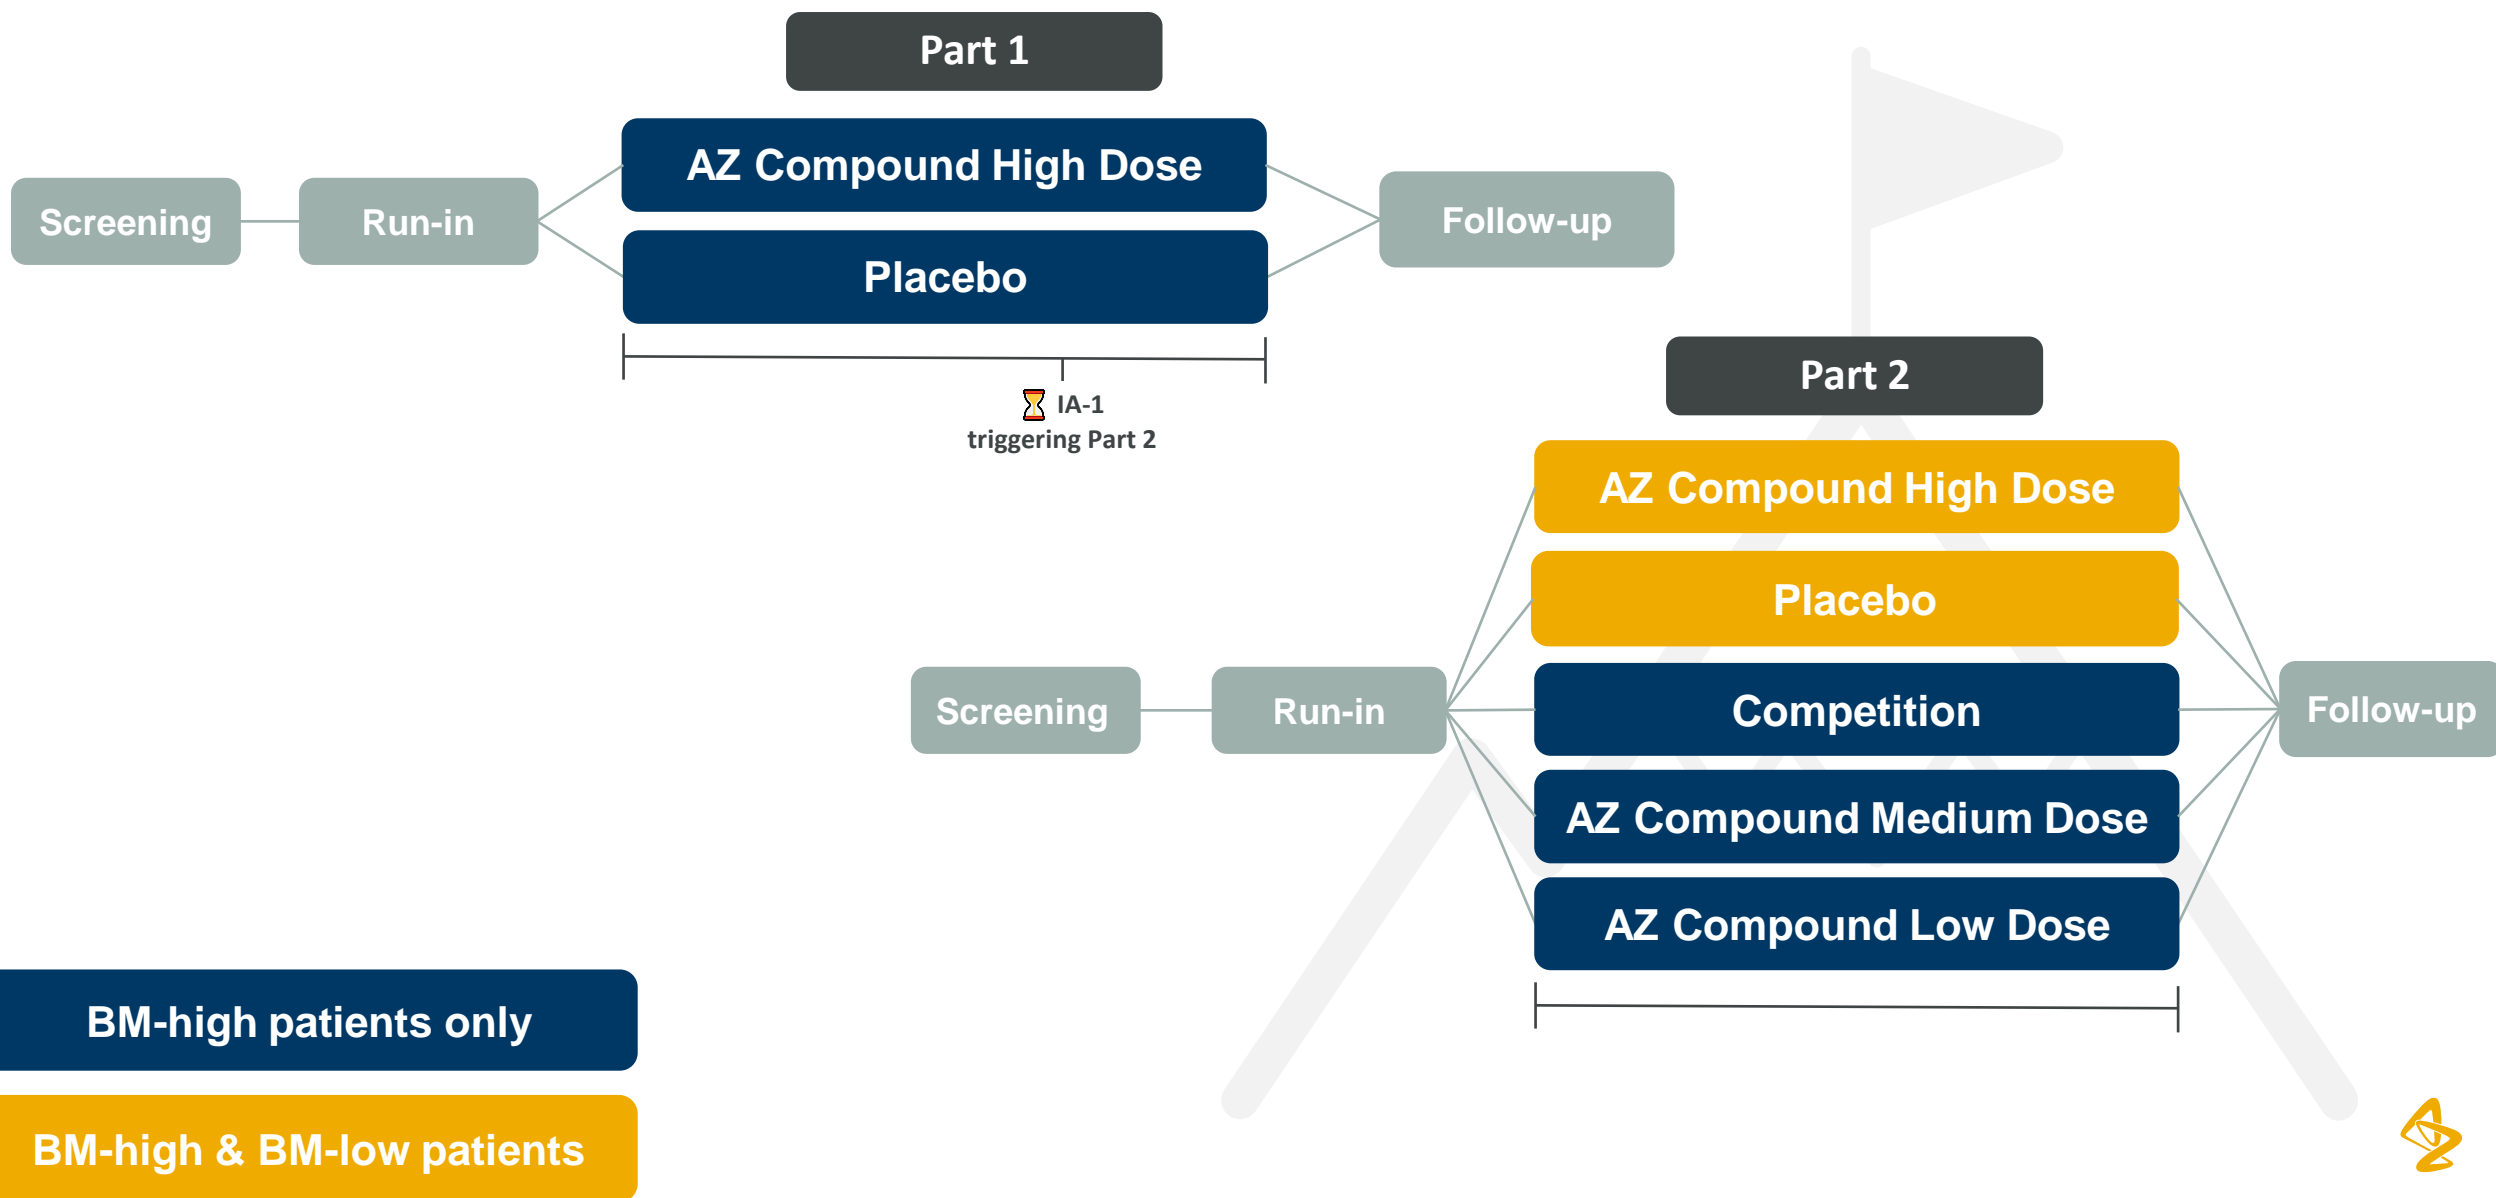 Part 1
AZ Compound High Dose
Screening
Run-in
Follow-up
Placebo
IA-1
triggering Part 2
Part 2
AZ Compound High Dose
Placebo
Screening
Run-in
Competition
Follow-up
AZ Compound Medium Dose
AZ Compound Low Dose
BM-high patients only
BM-high & BM-low patients